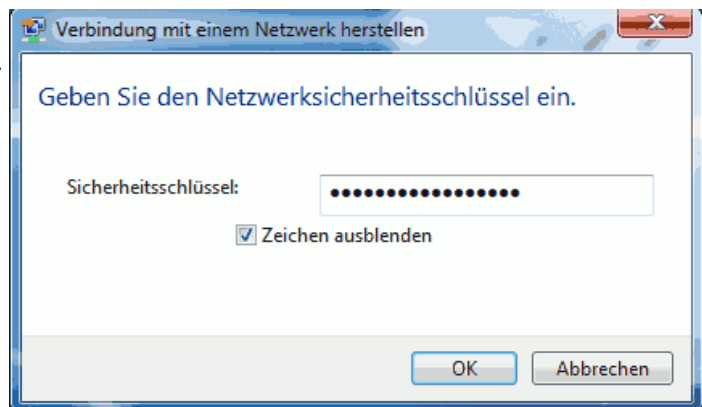 Verbindung mit einem Netzwerk herstellen
Geben Sie den Netzwerksicherheitsschlüssel ein.
Sicherheitsschlüssel: •••••••••••••••••
Zeichen ausblenden
OK Abbrechen